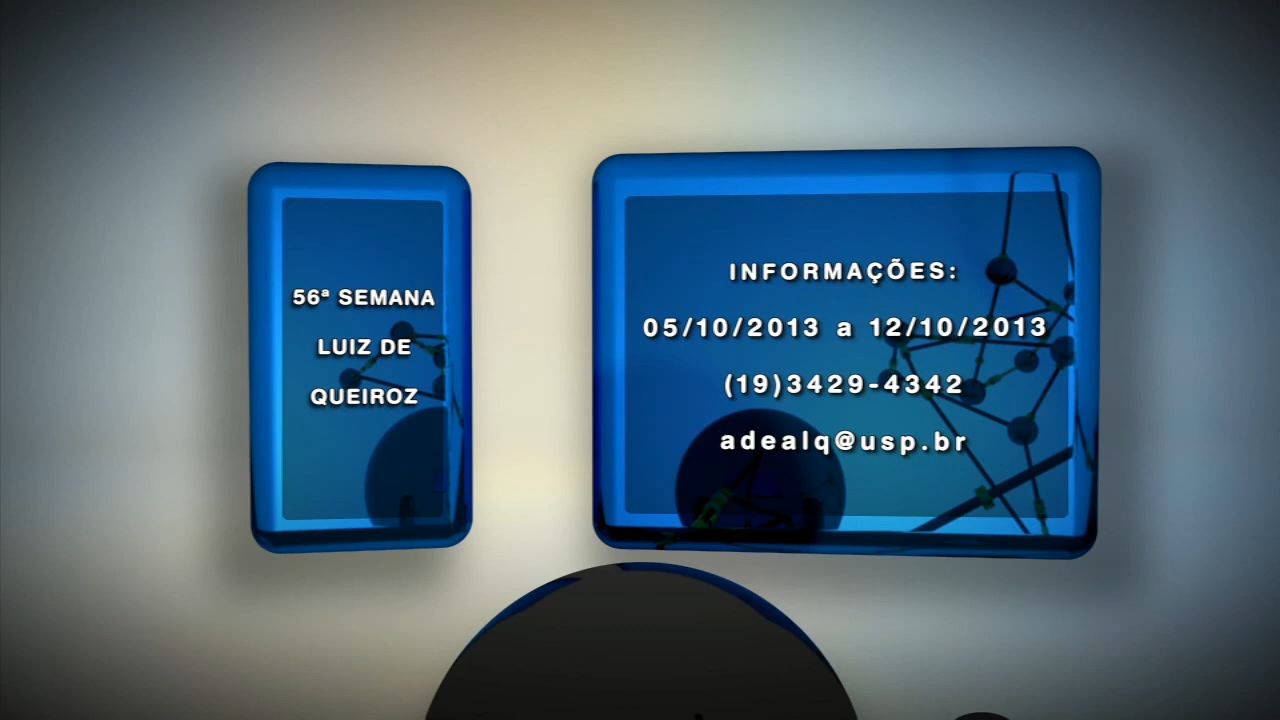 56ª SEMANA
LUIZ DE
QUEIROZ
INFORMAÇÕES:
05/10/2013 a 12/10/2013
(19)3429-4342
adealq@usp.br